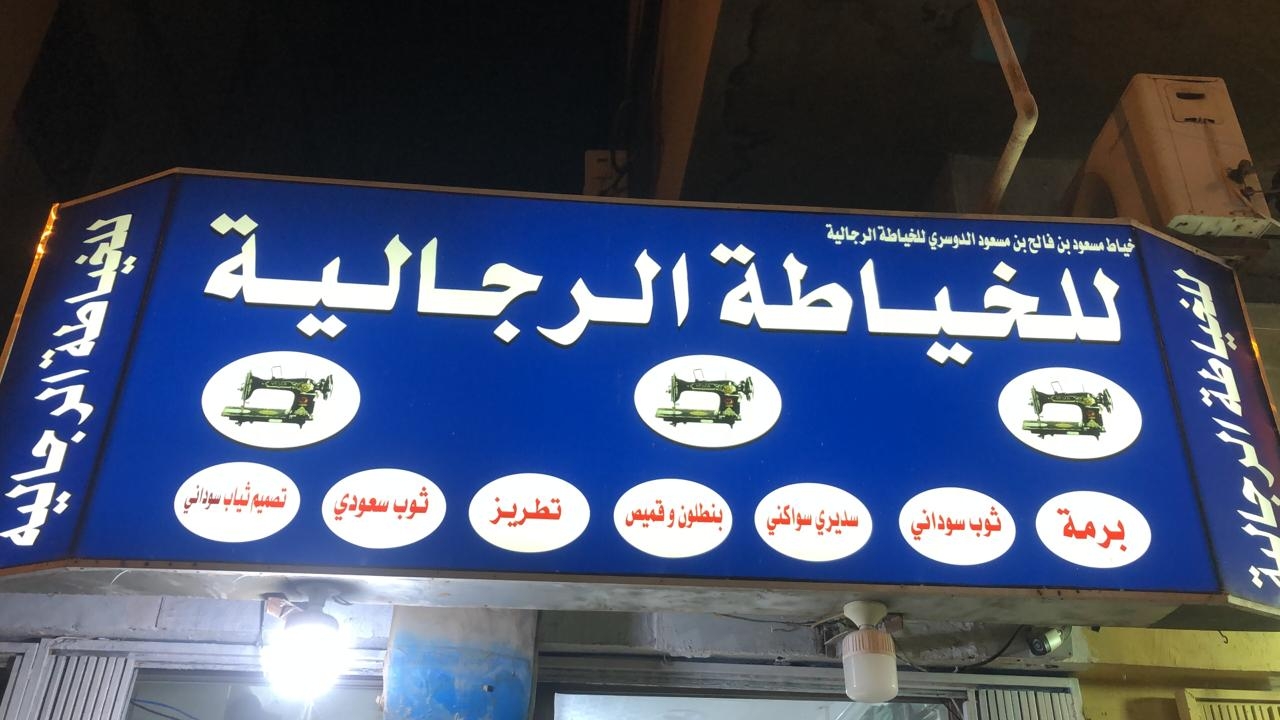 خياط مسعود بن فالح بن مسعود الدوسري للخياطة الرجالية
للخياطة الرجالية
برمة
ثوب سوداني
سديري سواكني
بنطلون و قميص
تطريز
ثوب سعودي
تصميم ثياب سوداني
للخياطة الرجالية
للخياطة الرجالية